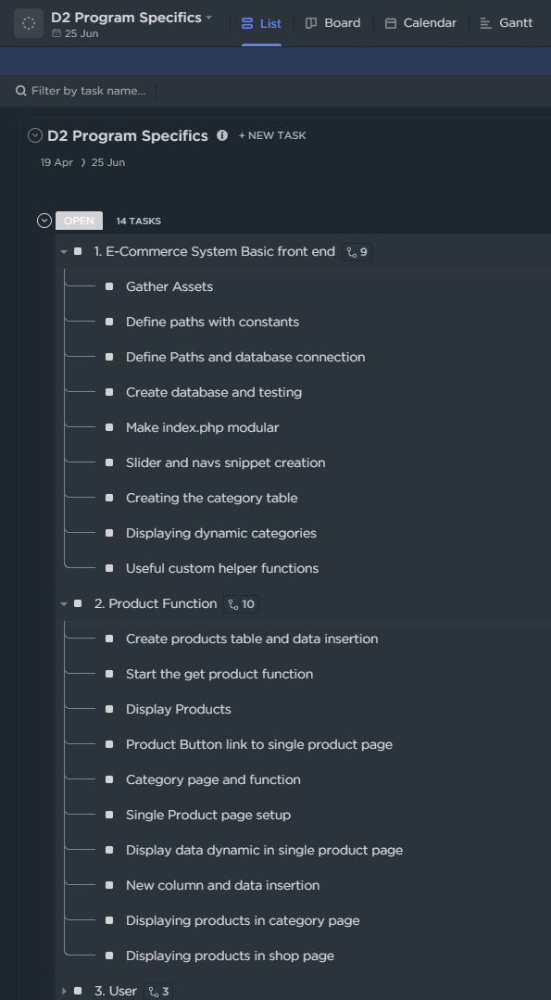 D2 Program Specifics
25 Jun
List
Board
Calendar
Gantt
Filter by task name...
D2 Program Specifics + NEW TASK
19 Apr 25 Jun
OPEN 14 TASKS
1. E-Commerce System Basic front end 9
Gather Assets
Define paths with constants
Define Paths and database connection
Create database and testing
Make index.php modular
Slider and navs snippet creation
Creating the category table
Displaying dynamic categories
Useful custom helper functions
2. Product Function 10
Create products table and data insertion
Start the get product function
Display Products
Product Button link to single product page
Category page and function
Single Product page setup
Display data dynamic in single product page
New column and data insertion
Displaying products in category page
Displaying products in shop page
3. User 3